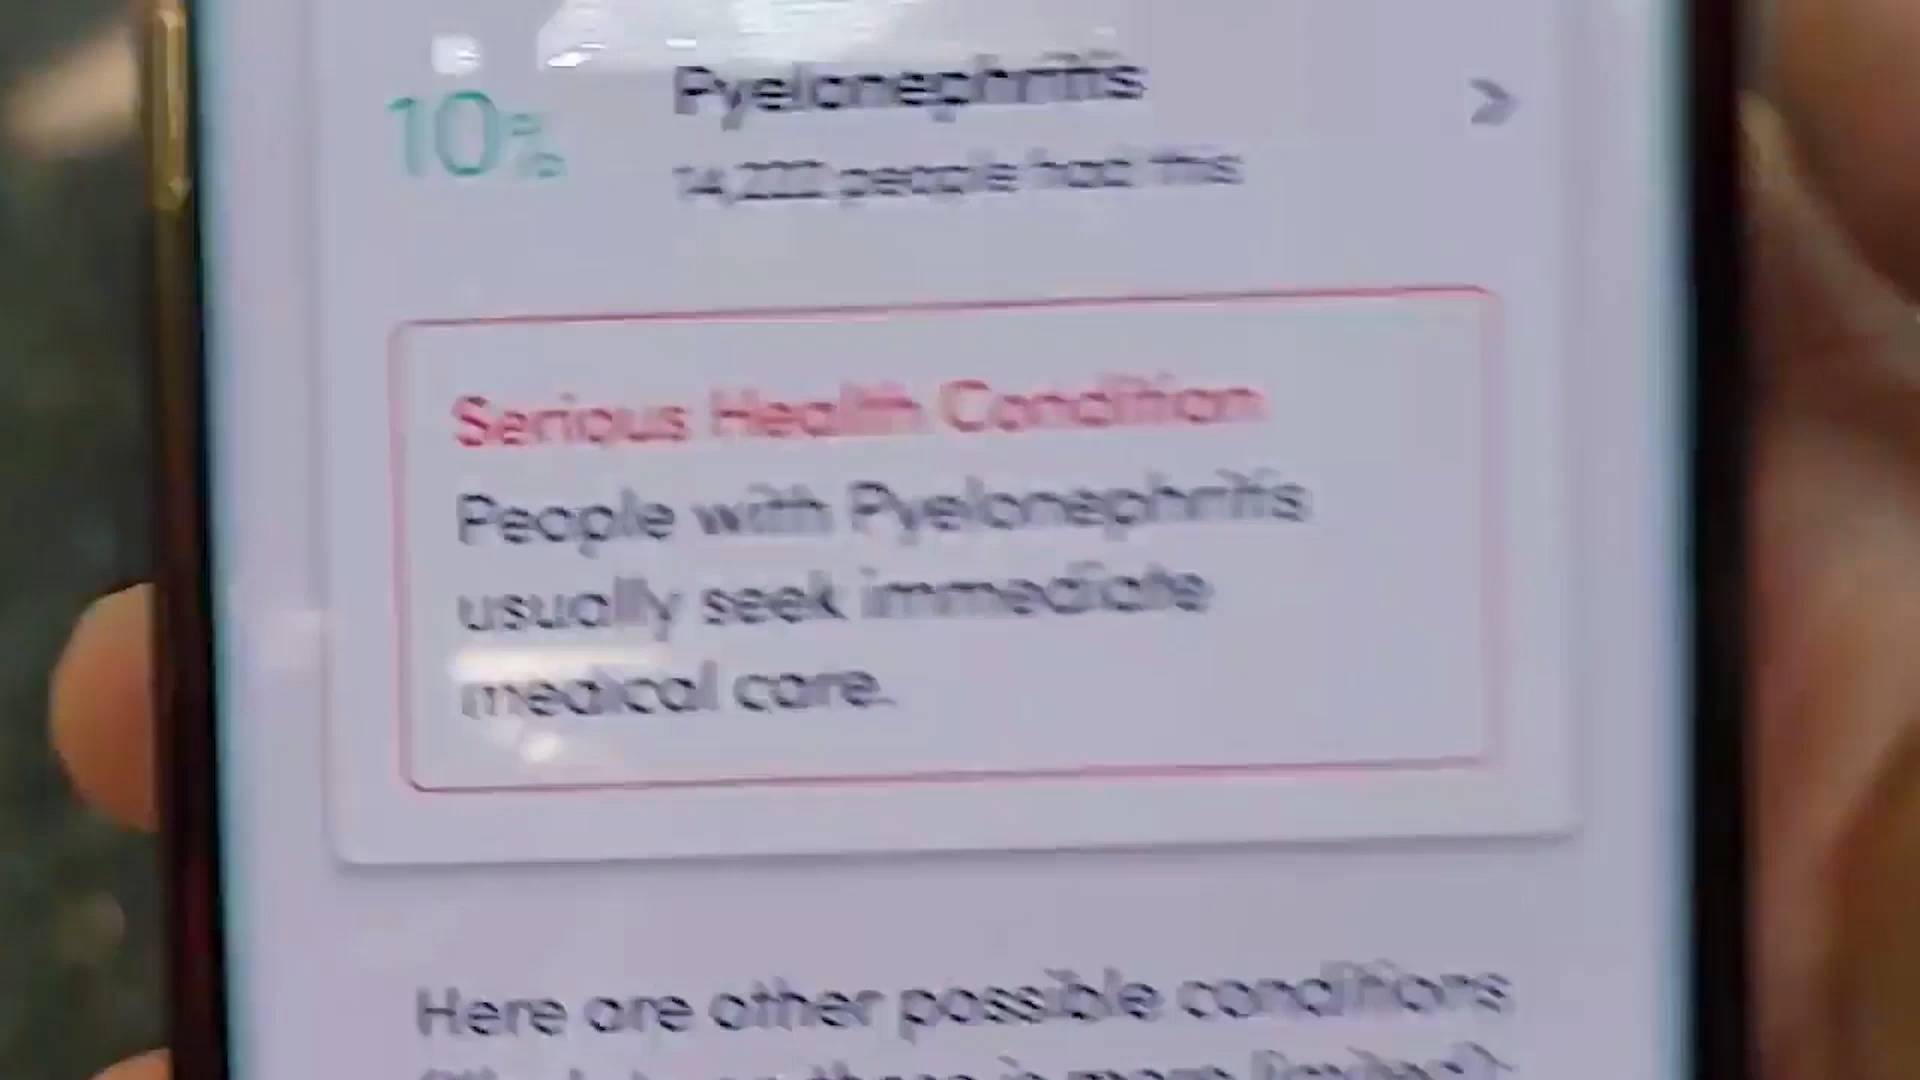 10%
Pyelonephritis
14,222 people had this
Serious Health Condition
People with Pyelonephritis
usually seek immediate
medical care.
Here are other possible conditions